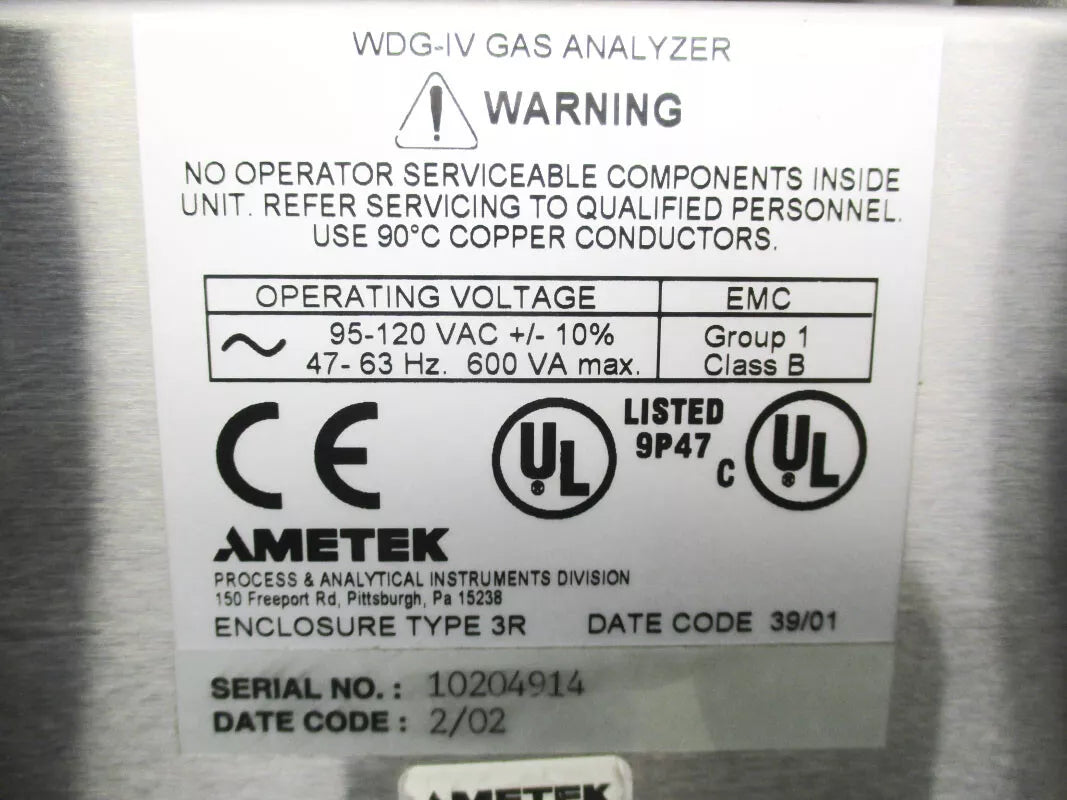 WDG-IV GAS ANALYZER
WARNING
NO OPERATOR SERVICEABLE COMPONENTS INSIDE
UNIT. REFER SERVICING TO QUALIFIED PERSONNEL.
USE 90°C COPPER CONDUCTORS.
OPERATING VOLTAGE EMC
~ 95-120 VAC +/- 10% Group 1
47- 63 Hz. 600 VA max. Class B
CE UL LISTED 9P47 C UL
AMETEK
PROCESS & ANALYTICAL INSTRUMENTS DIVISION
150 Freeport Rd, Pittsburgh, Pa 15238
ENCLOSURE TYPE 3R DATE CODE 39/01
SERIAL NO.: 10204914
DATE CODE: 2/02
AMETEK